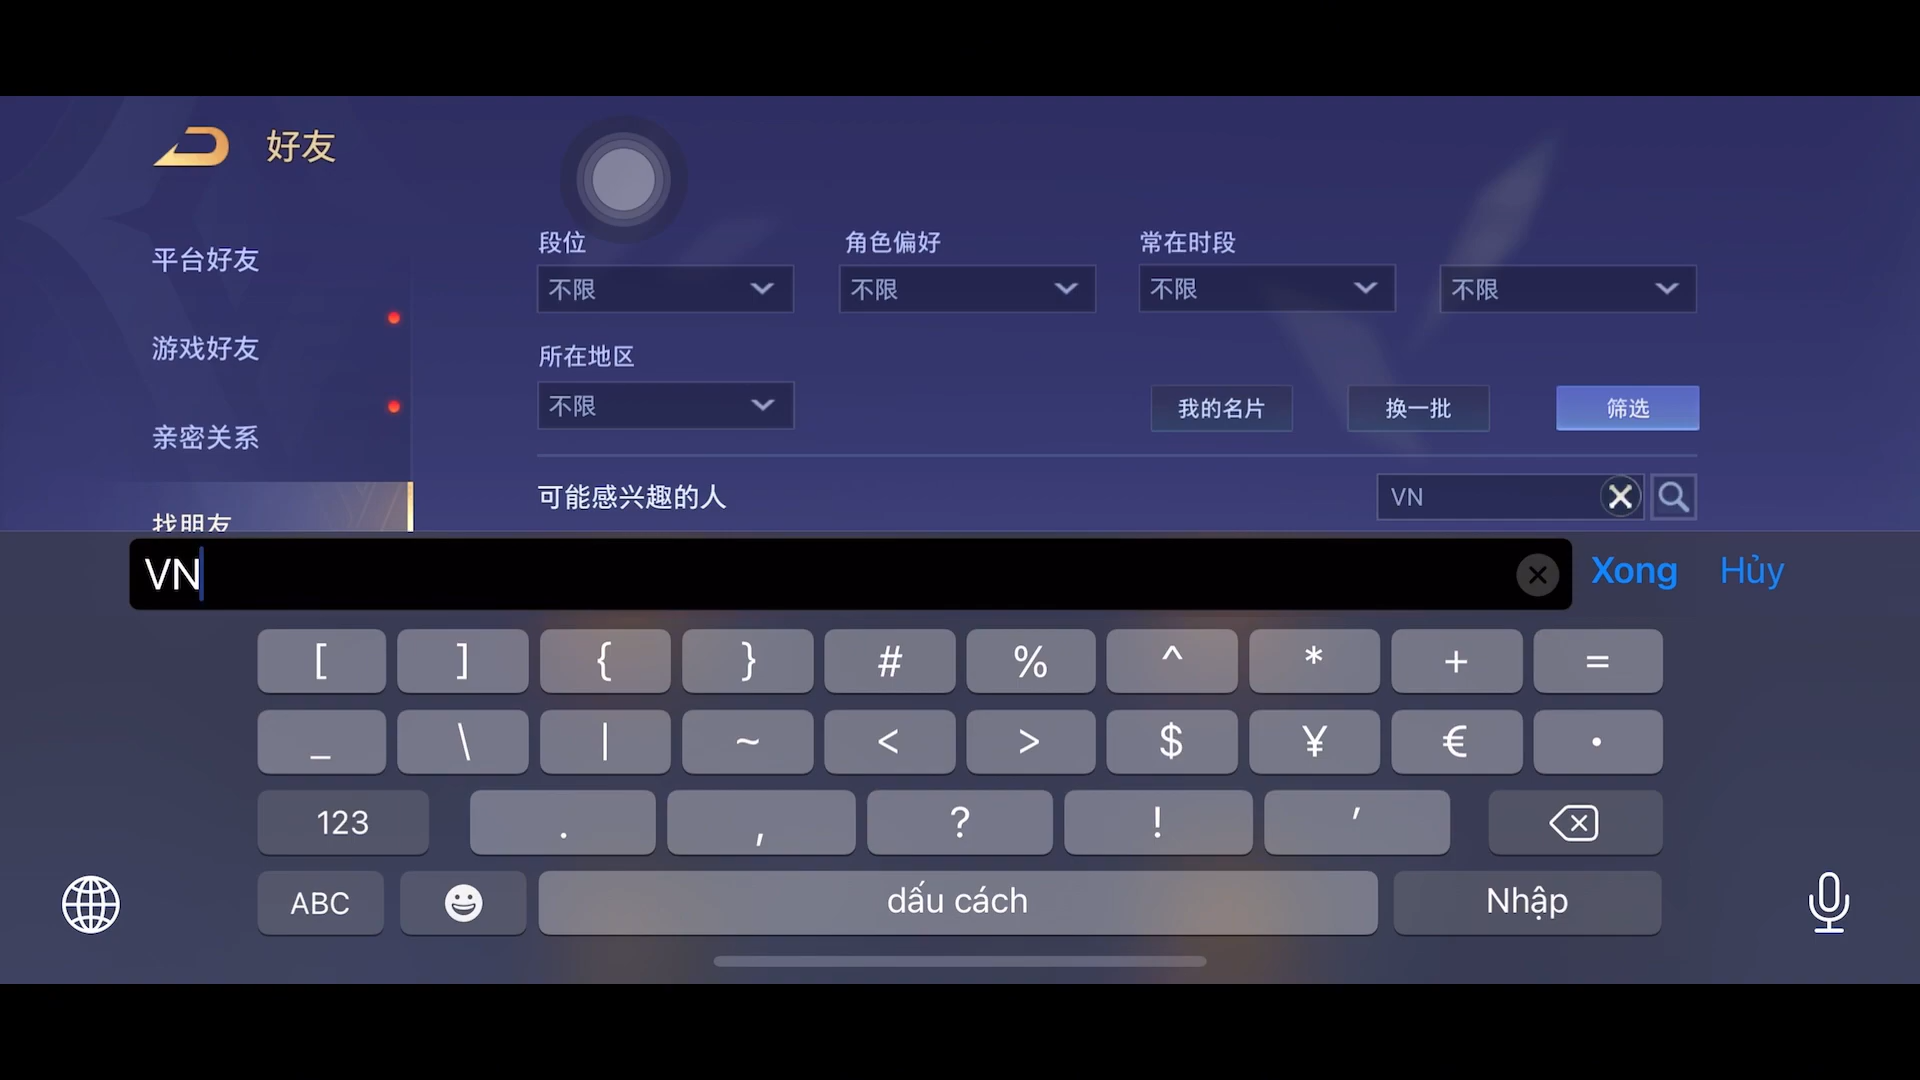 好友
平台好友
游戏好友
亲密关系
找朋友
段位
角色偏好
常在时段
不限
不限
不限
不限
所在地区
不限
我的名片
换一批
筛选
可能感兴趣的人
VN
VN
Xong
Hủy
[ ] { } # % ^ * + =
_ \ | ~ < > $ ¥ € •
123 . , ? ! ′
ABC
dấu cách
Nhập